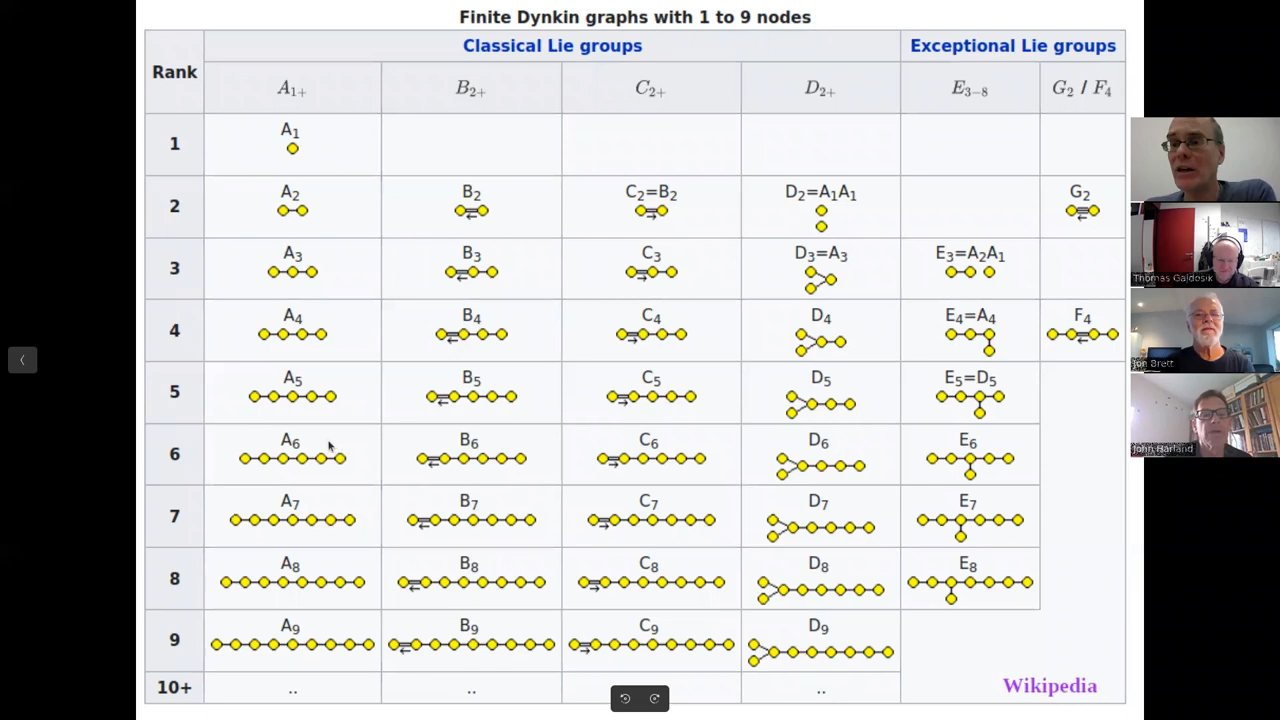 Finite Dynkin graphs with 1 to 9 nodes
Rank Classical Lie groups Exceptional Lie groups
A₁₊ B₂₊ C₂₊ D₂₊ E₃₋₈ G₂ / F₄
1 A₁
2 A₂ B₂ C₂=B₂ D₂=A₁A₁ G₂
3 A₃ B₃ C₃ D₃=A₃ E₃=A₂A₁
4 A₄ B₄ C₄ D₄ E₄=A₄ F₄
5 A₅ B₅ C₅ D₅ E₅=D₅
6 A₆ B₆ C₆ D₆ E₆
7 A₇ B₇ C₇ D₇ E₇
8 A₈ B₈ C₈ D₈ E₈
9 A₉ B₉ C₉ D₉
10+ .. .. ..
Wikipedia
Thomas Gajdosik
Jon Brett
John Harland